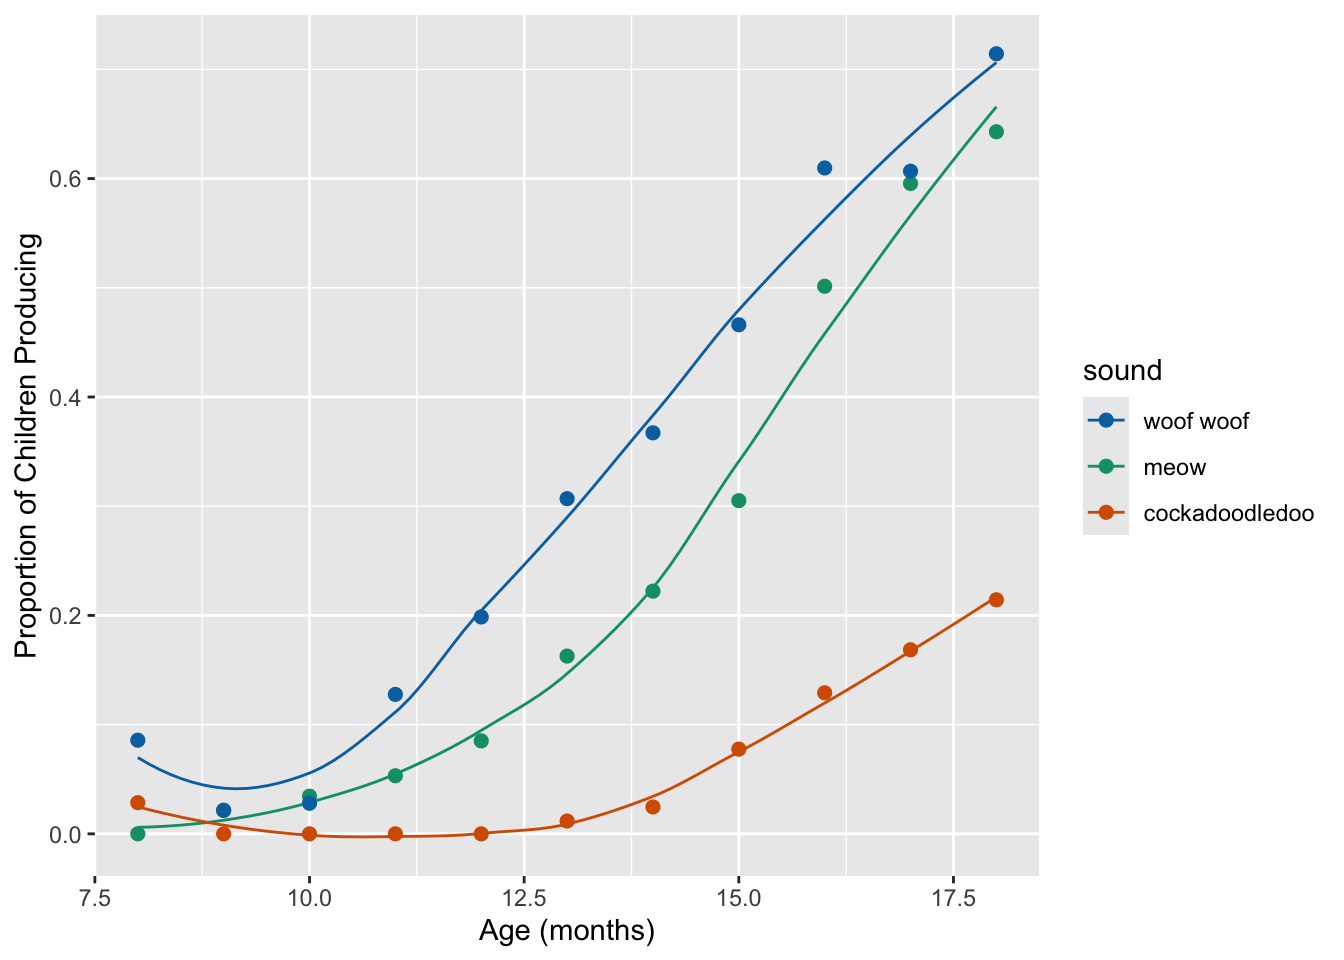 Proportion of Children Producing
0.6
0.4
0.2
0.0
7.5 10.0 12.5 15.0 17.5
Age (months)
sound
woof woof
meow
cockadoodledoo